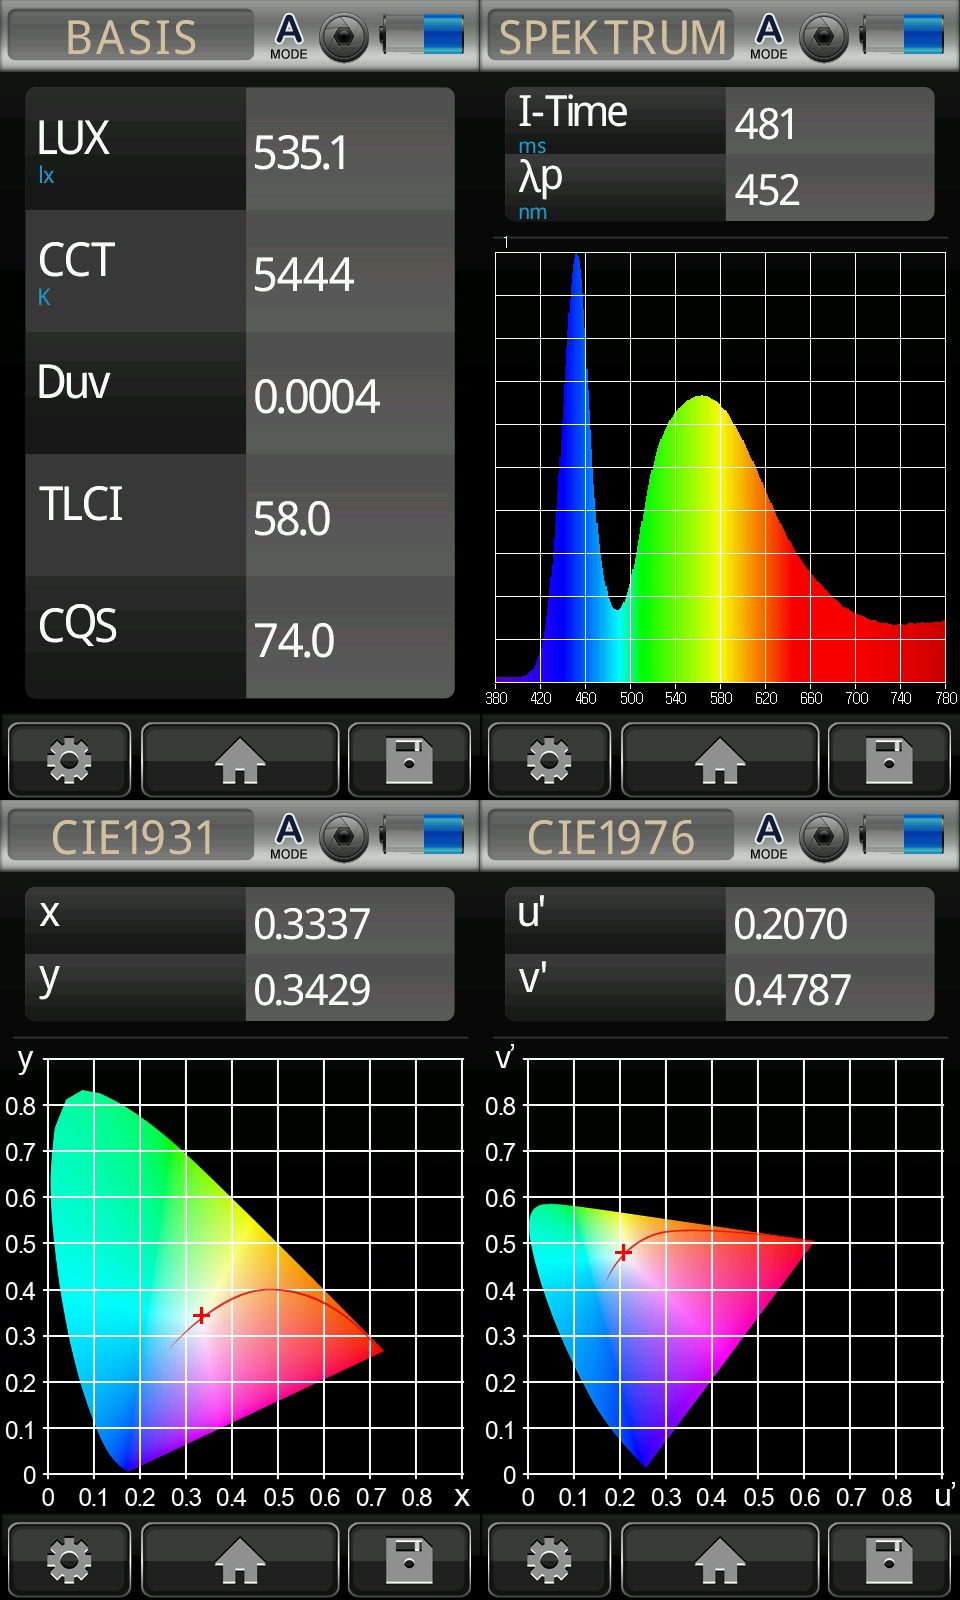 BASIS
A
MODE
LUX
lx
535.1
CCT
K
5444
Duv
0.0004
TLCI
58.0
CQS
74.0
SPEKTRUM
A
MODE
I-Time
ms
481
λp
nm
452
1
380 420 460 500 540 580 620 660 700 740 780
CIE1931
A
MODE
x
0.3337
y
0.3429
y
0.8
0.7
0.6
0.5
0.4
0.3
0.2
0.1
0
0 0.1 0.2 0.3 0.4 0.5 0.6 0.7 0.8 x
CIE1976
A
MODE
u'
0.2070
v'
0.4787
v'
0.8
0.7
0.6
0.5
0.4
0.3
0.2
0.1
0
0 0.1 0.2 0.3 0.4 0.5 0.6 0.7 0.8 u'